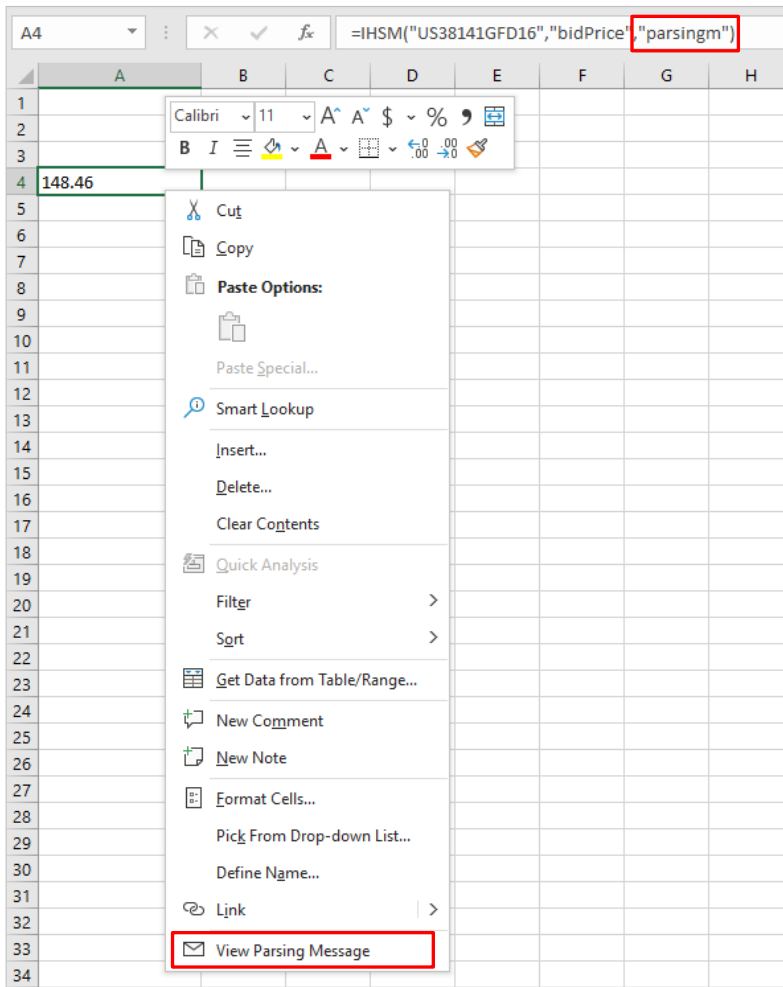 A4 fx =IHSM("US38141GFD16","bidPrice","parsingm")
A B C D E F G H
1
Calibri 11 A^ Aˇ $ % 9
2
B I A .00 .00
3
4 148.46
5 Cut
6 Copy
7
8 Paste Options:
9
10
11 Paste Special...
12
13 Smart Lookup
14 Insert...
15
16 Delete...
17 Clear Contents
18
19 Quick Analysis
20 Filter
21 Sort
22
23 Get Data from Table/Range...
24
25 New Comment
26 New Note
27
28 Format Cells...
29 Pick From Drop-down List...
30 Define Name...
31
32 Link
33 View Parsing Message
34